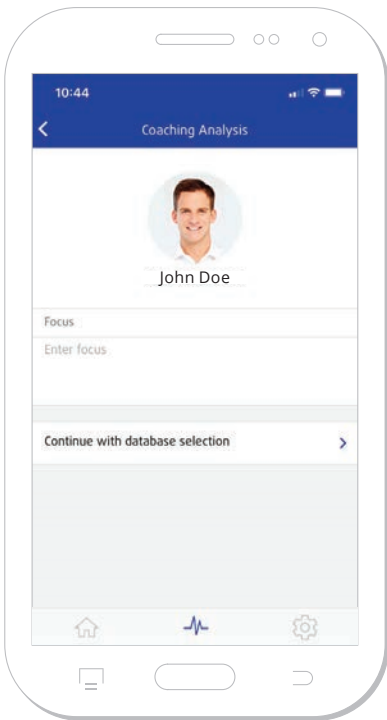 10:44
Coaching Analysis
John Doe
Focus
Enter focus
Continue with database selection